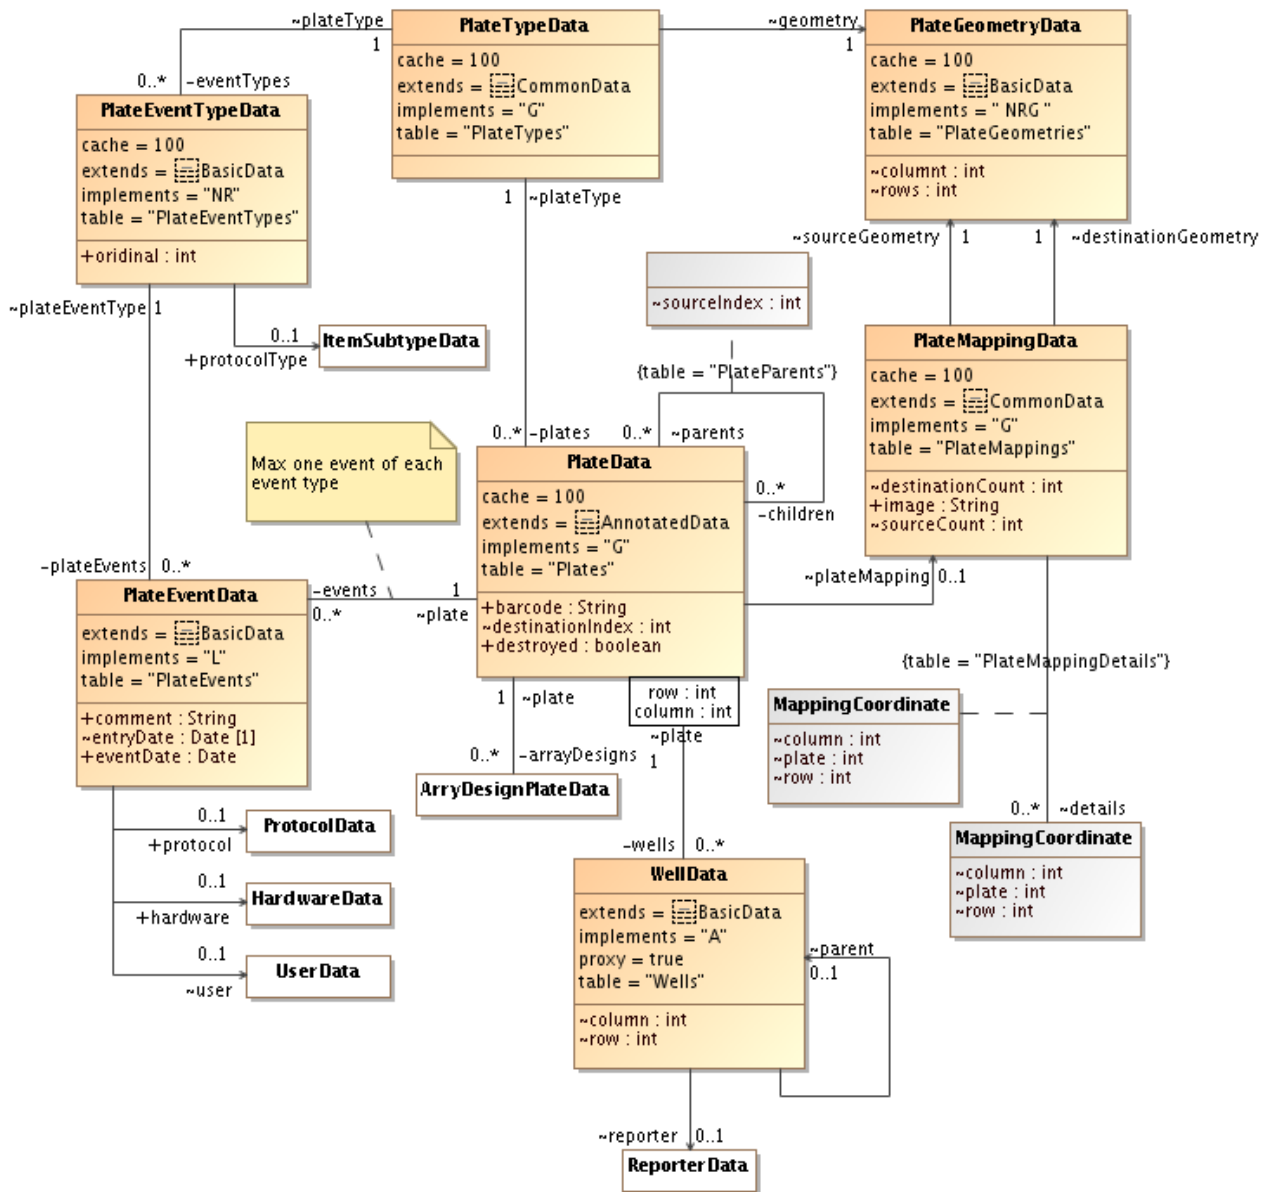 ~plateType
1
0..* -eventTypes
PlateTypeData
cache = 100
extends = CommonData
implements = "G"
table = "PlateTypes"
~geometry
1
PlateGeometryData
cache = 100
extends = BasicData
implements = " NRG "
table = "PlateGeometries"
~columnt : int
~rows : int
PlateEventTypeData
cache = 100
extends = BasicData
implements = "NR"
table = "PlateEventTypes"
+oridinal : int
1 ~plateType
~sourceGeometry 1
1 ~destinationGeometry
~sourceIndex : int
{table = "PlateParents"}
~plateEventType 1
0..1
+protocolType
ItemSubtypeData
PlateMappingData
cache = 100
extends = CommonData
implements = "G"
table = "PlateMappings"
~destinationCount : int
+image : String
~sourceCount : int
Max one event of each
event type
0..* -plates
0..* ~parents
0..*
-children
PlateData
cache = 100
extends = AnnotatedData
implements = "G"
table = "Plates"
+barcode : String
~destinationIndex : int
+destroyed : boolean
~plateMapping 0..1
-plateEvents 0..*
PlateEventData
extends = BasicData
implements = "L"
table = "PlateEvents"
+comment : String
~entryDate : Date [1]
+eventDate : Date
-events
0..*
1
~plate
{table = "PlateMappingDetails"}
row : int
column : int
~plate
1
1 ~plate
0..* -arrayDesigns
ArryDesignPlateData
MappingCoordinate
~column : int
~plate : int
~row : int
0..* ~details
MappingCoordinate
~column : int
~plate : int
~row : int
0..1
+protocol
ProtocolData
0..1
+hardware
HardwareData
0..1
~user
UserData
-wells 0..*
WellData
extends = BasicData
implements = "A"
proxy = true
table = "Wells"
~column : int
~row : int
~parent
0..1
~reporter 0..1
ReporterData